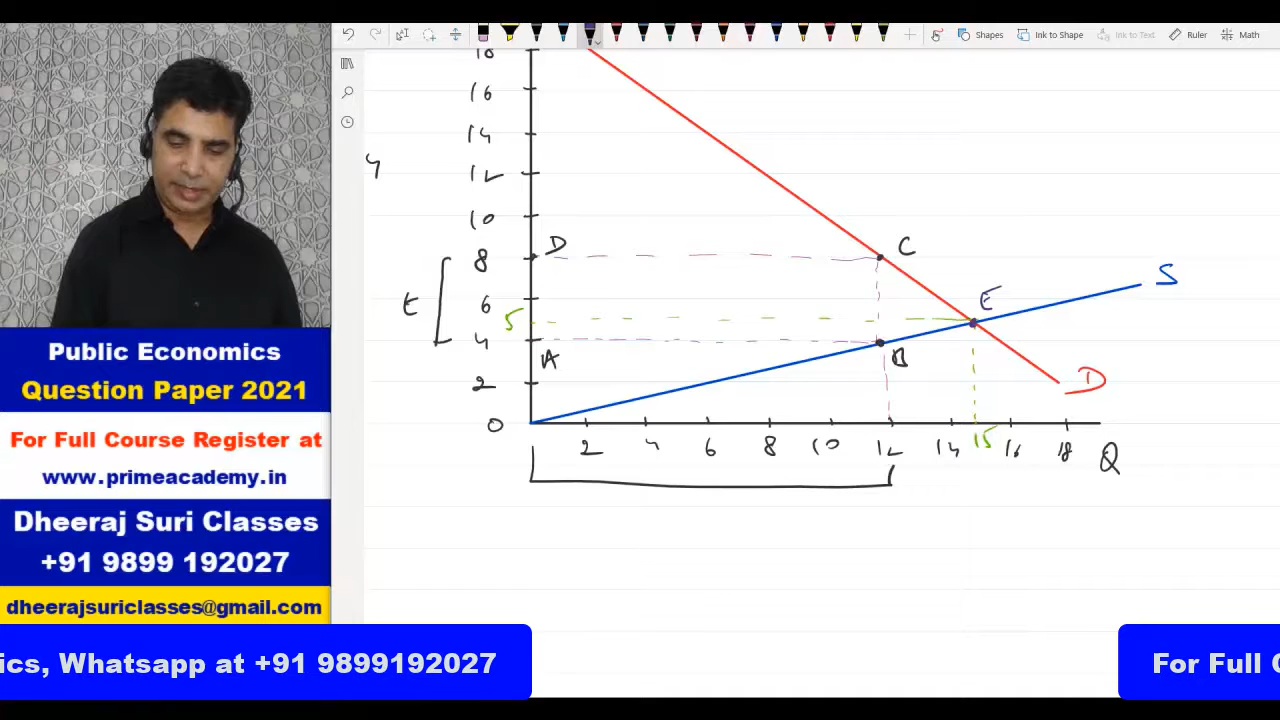 Shapes
Ink to Shape
Ink to Text
Ruler
Math
18
16
14
12
10
8
6
5
4
2
0
D
C
E
S
t
A
B
D
2 4 6 8 10 12 14 15 16 18 Q
Public Economics
Question Paper 2021
For Full Course Register at
www.primeacademy.in
Dheeraj Suri Classes
+91 9899 192027
dheerajsuriclasses@gmail.com
ics, Whatsapp at +91 9899192027
For Full